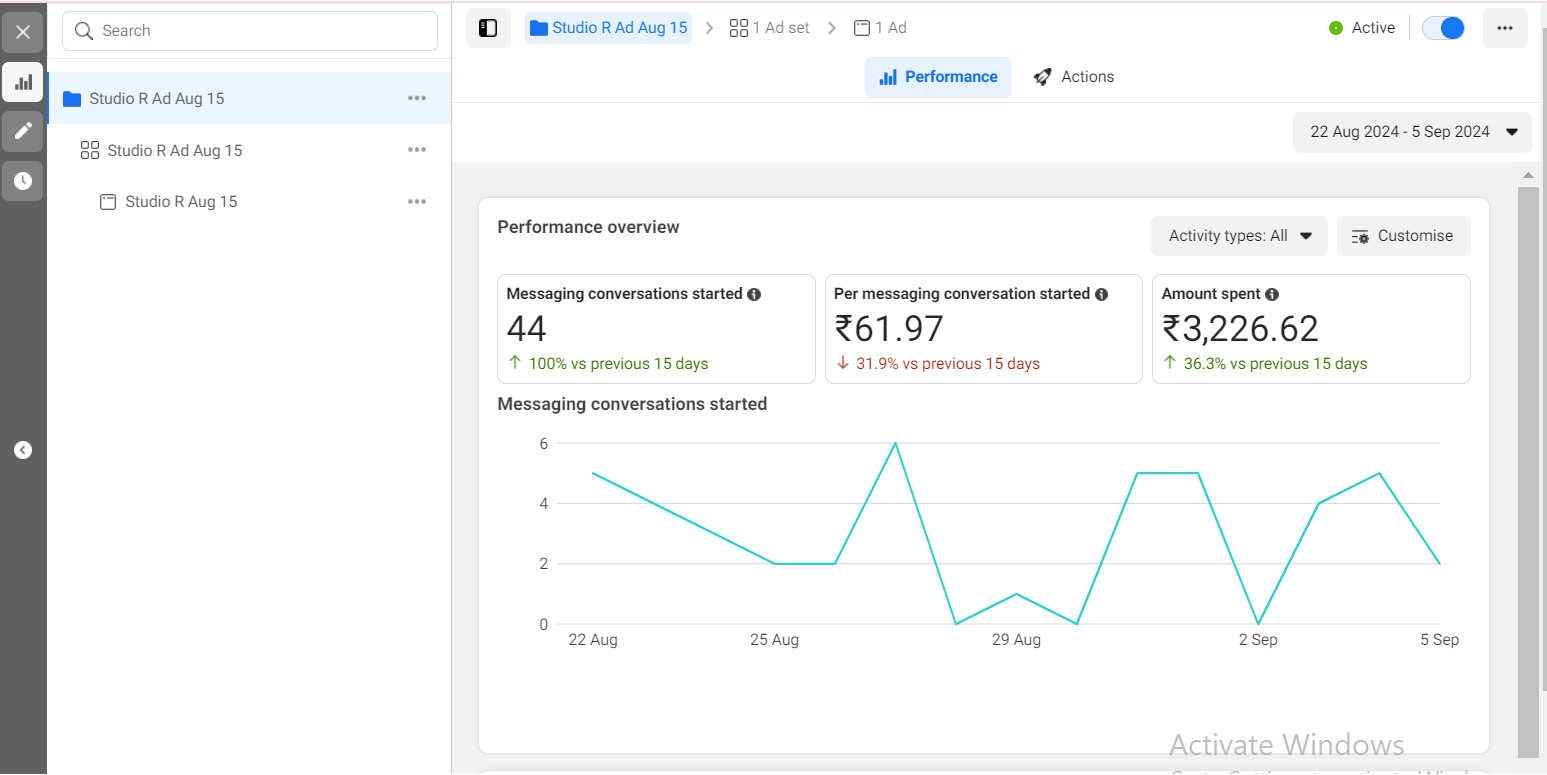 Search
Studio R Ad Aug 15
Studio R Ad Aug 15
Studio R Aug 15
Studio R Ad Aug 15 1 Ad set 1 Ad
Active
Performance Actions
22 Aug 2024 - 5 Sep 2024
Performance overview
Activity types: All Customise
Messaging conversations started
44
100% vs previous 15 days
Per messaging conversation started
₹61.97
31.9% vs previous 15 days
Amount spent
₹3,226.62
36.3% vs previous 15 days
Messaging conversations started
6
4
2
0
22 Aug 25 Aug 29 Aug 2 Sep 5 Sep
Activate Windows